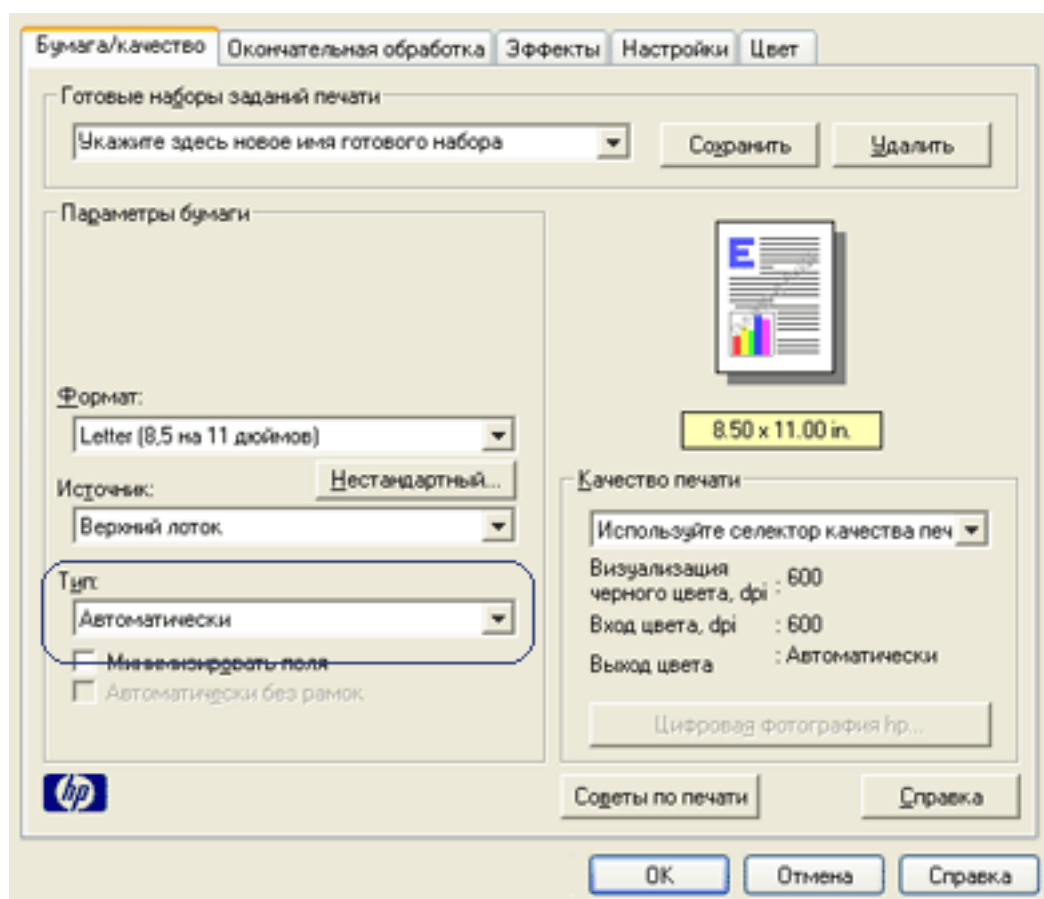 Бумага/качество Окончательная обработка Эффекты Настройки Цвет
Готовые наборы заданий печати
Укажите здесь новое имя готового набора Сохранить Удалить
Параметры бумаги
Формат:
Letter (8,5 на 11 дюймов)
Нестандартный...
Источник:
Верхний лоток
Тип:
Автоматически
Минимизировать поля
Автоматически без рамок
E
8.50 x 11.00 in.
Качество печати
Используйте селектор качества печ
Визуализация
черного цвета, dpi : 600
Вход цвета, dpi : 600
Выход цвета : Автоматически
Цифровая фотография hp...
hp
Советы по печати Справка
OK Отмена Справка